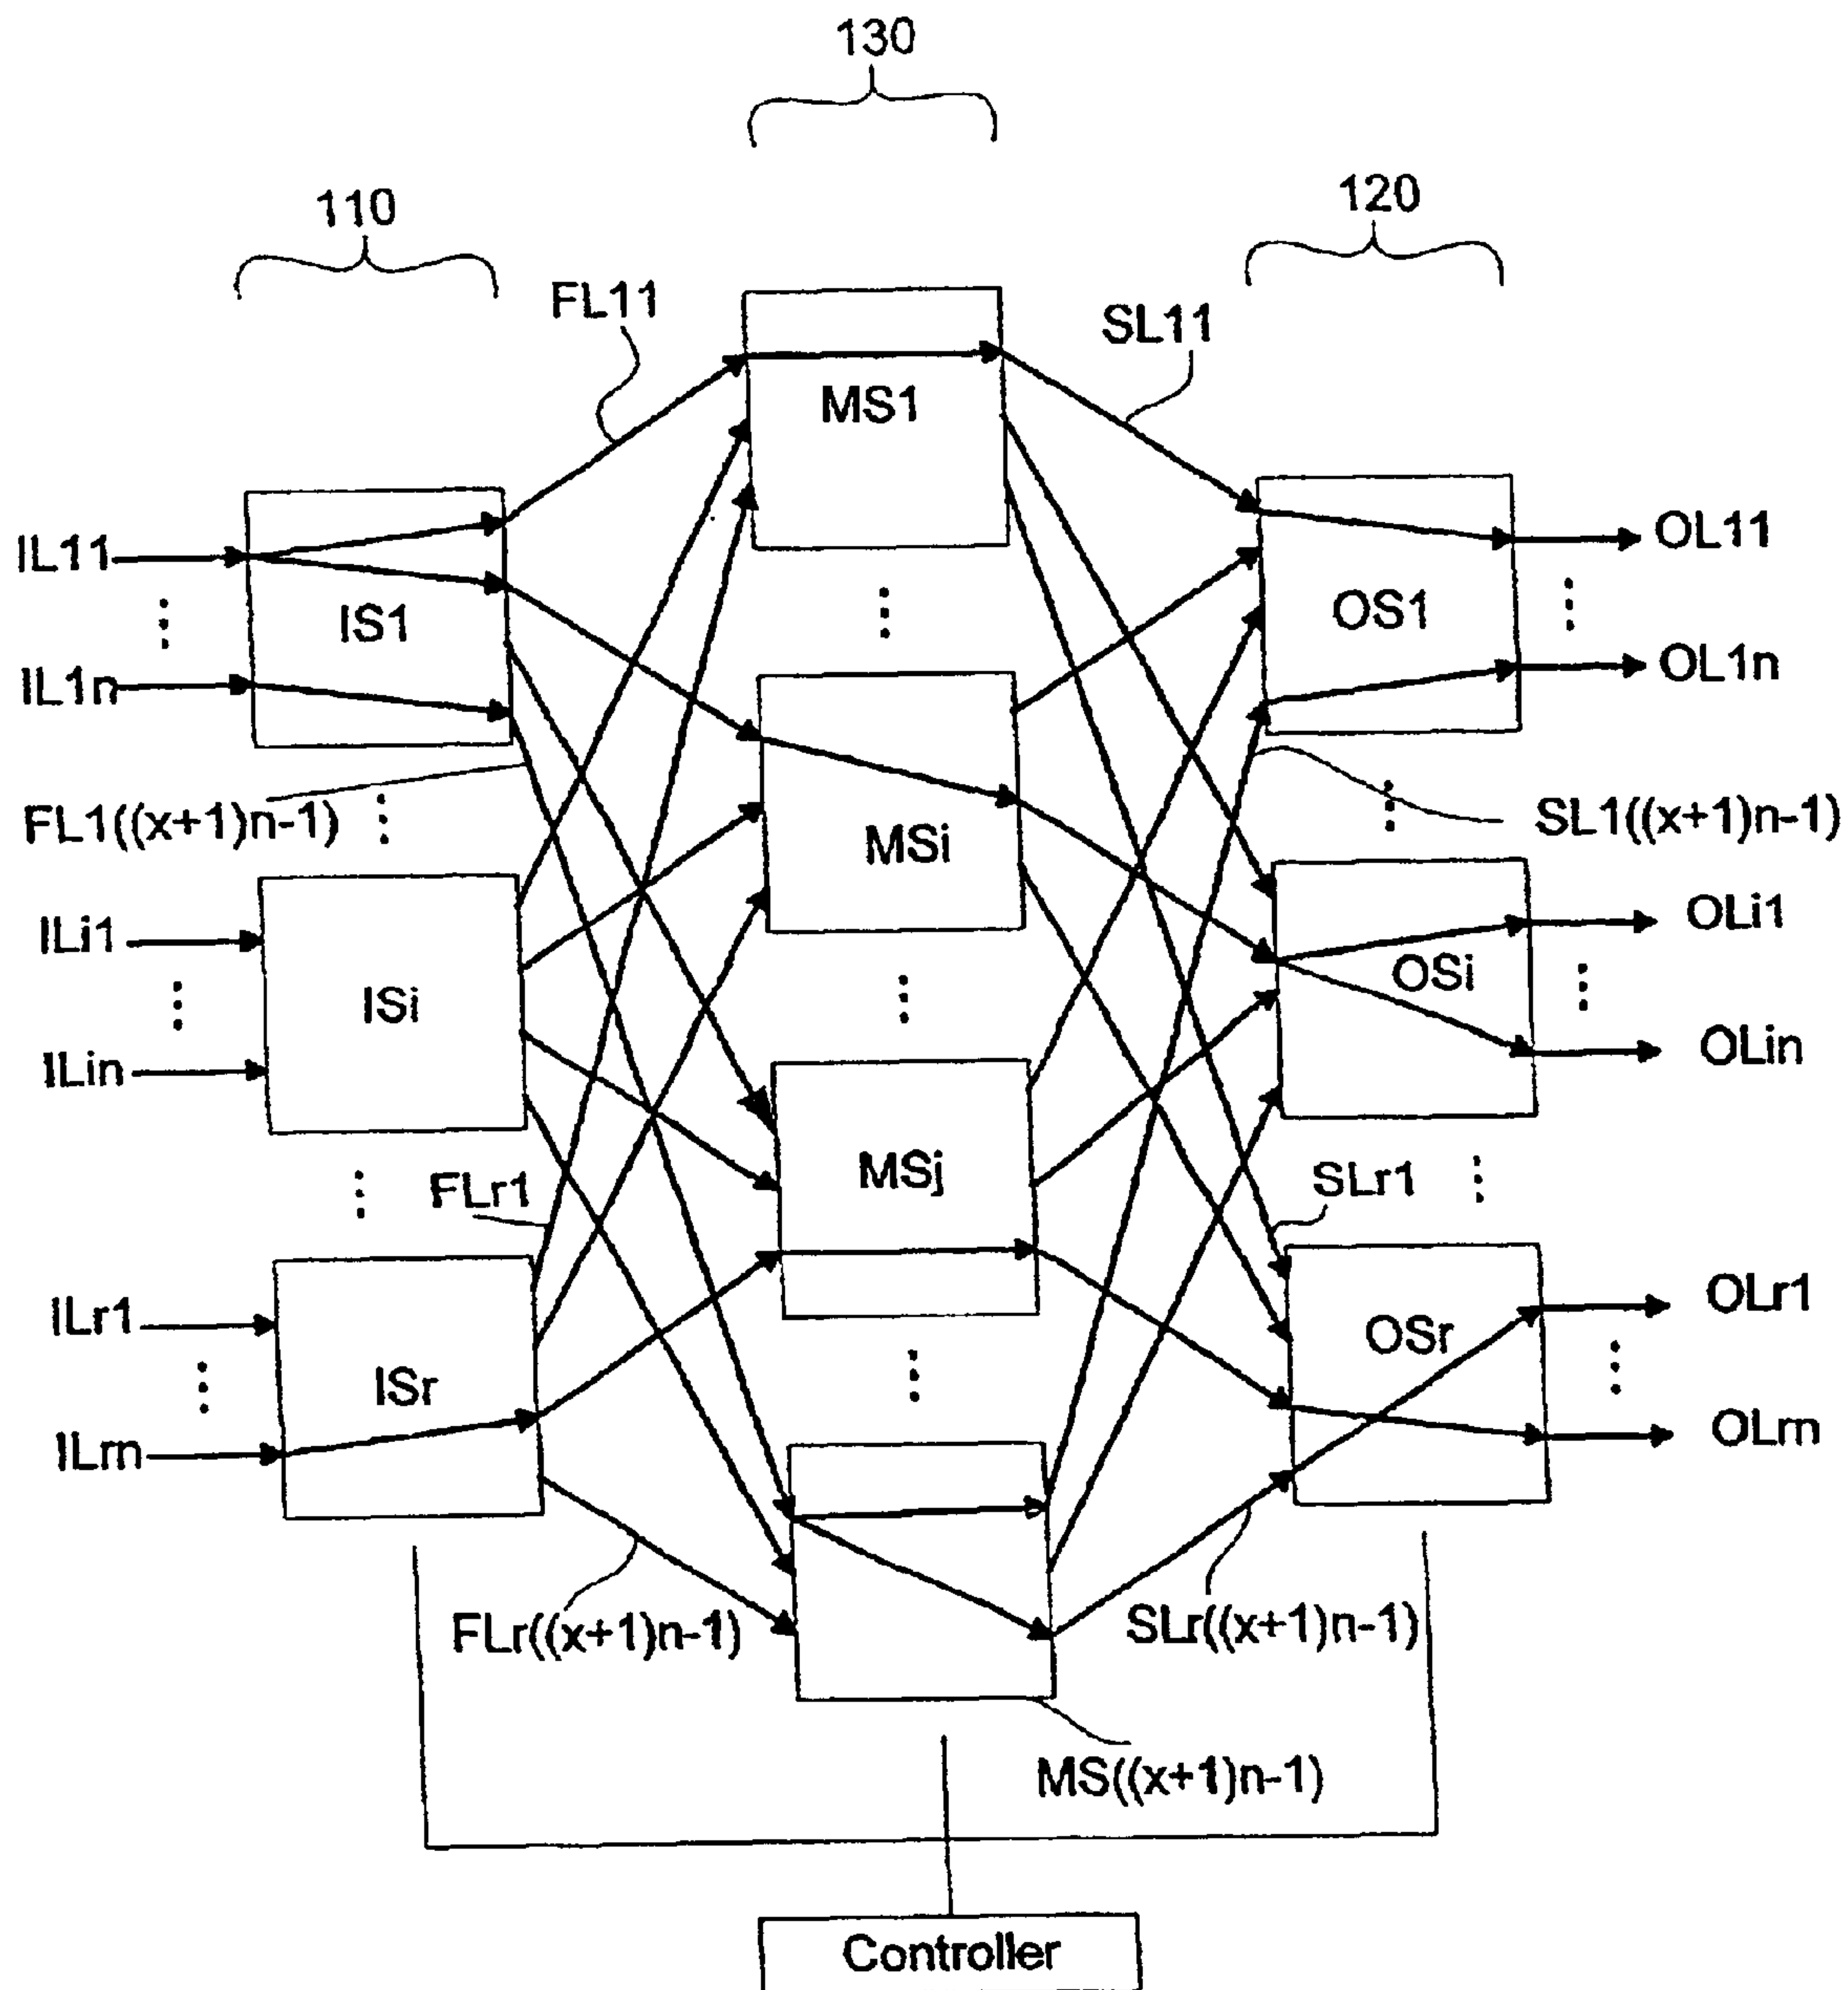 130
110
120
FL11
SL11
MS1
IL11
OL11
IS1
OS1
IL1n
OL1n
FL1((x+1)n-1)
SL1((x+1)n-1)
MSi
ILi1
OLi1
ISi
OSi
ILin
OLin
MSj
FLr1
SLr1
ILr1
OLr1
ISr
OSr
ILrn
OLrn
FLr((x+1)n-1)
SLr((x+1)n-1)
MS((x+1)n-1)
Controller